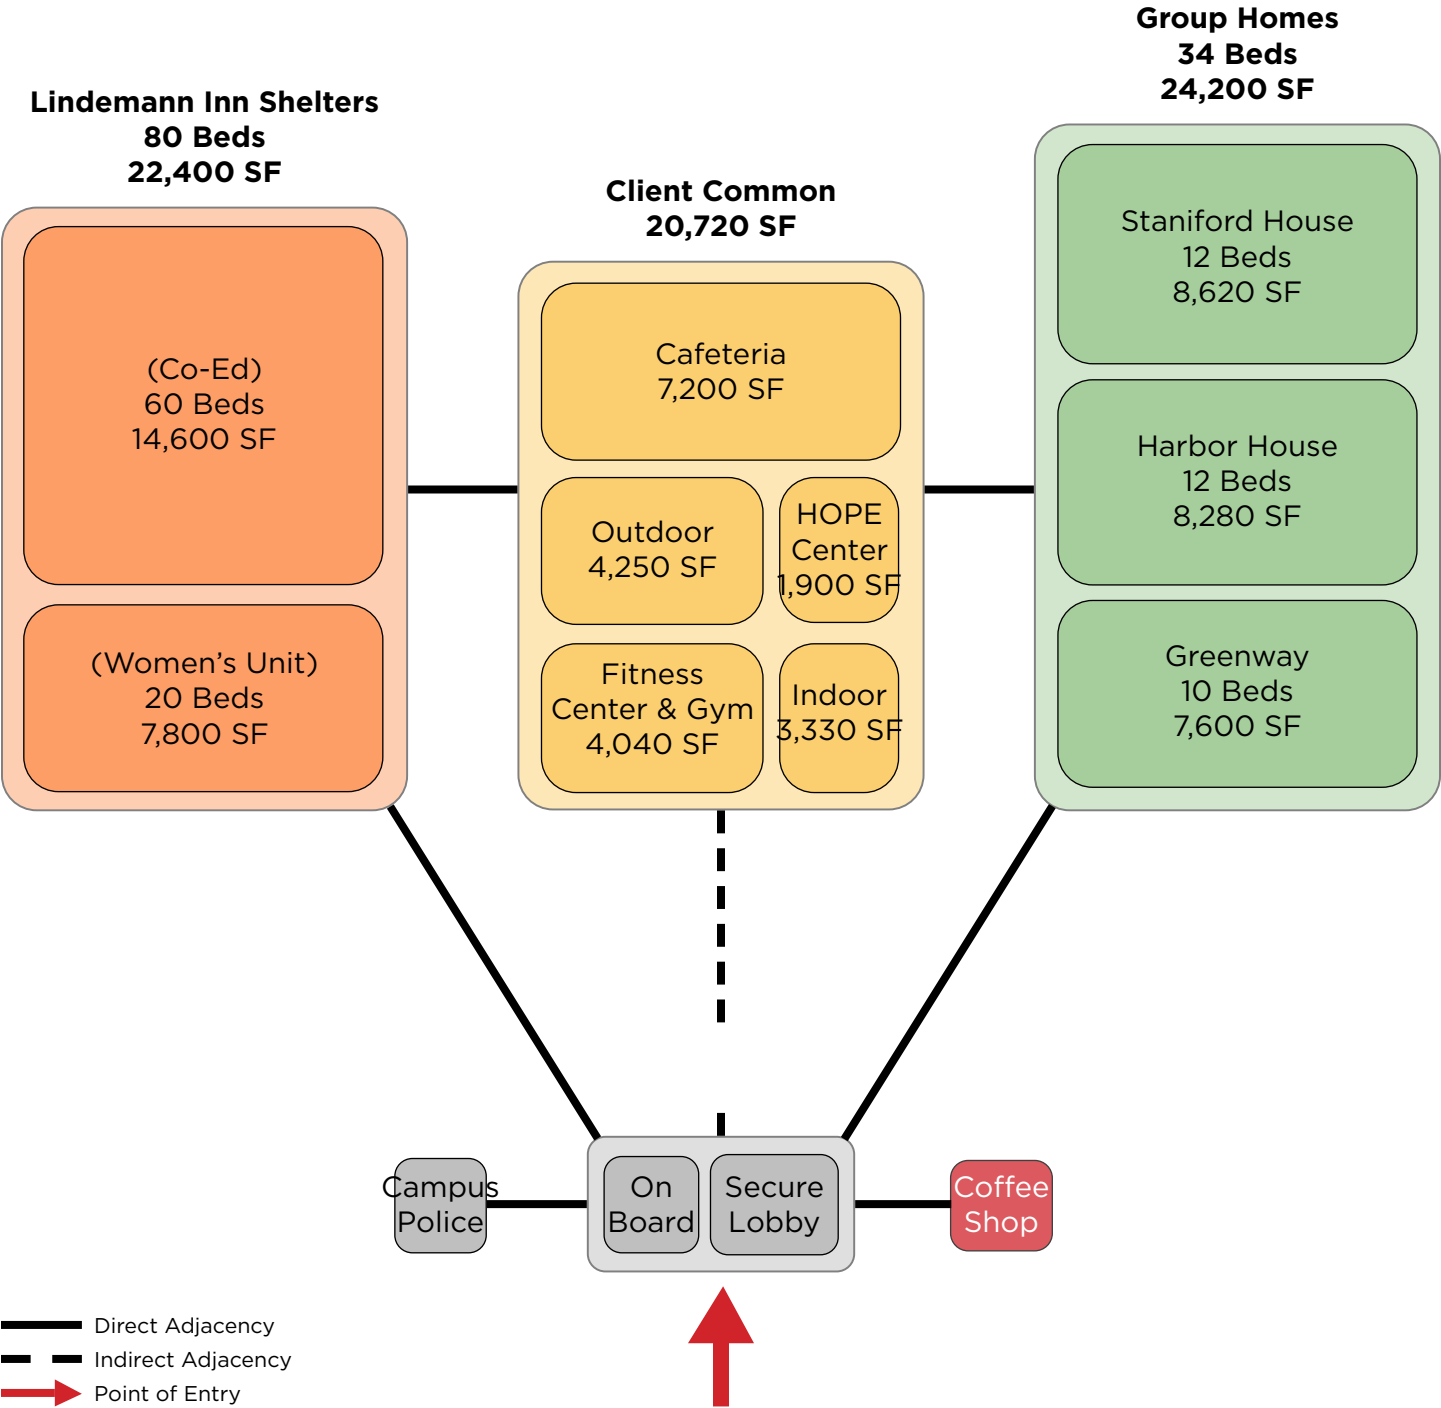 Lindemann Inn Shelters
80 Beds
22,400 SF
(Co-Ed)
60 Beds
14,600 SF
(Women’s Unit)
20 Beds
7,800 SF
Client Common
20,720 SF
Cafeteria
7,200 SF
Outdoor
4,250 SF
HOPE
Center
1,900 SF
Fitness
Center & Gym
4,040 SF
Indoor
3,330 SF
Group Homes
34 Beds
24,200 SF
Staniford House
12 Beds
8,620 SF
Harbor House
12 Beds
8,280 SF
Greenway
10 Beds
7,600 SF
Campus
Police
On
Board
Secure
Lobby
Coffee
Shop
Direct Adjacency
Indirect Adjacency
Point of Entry